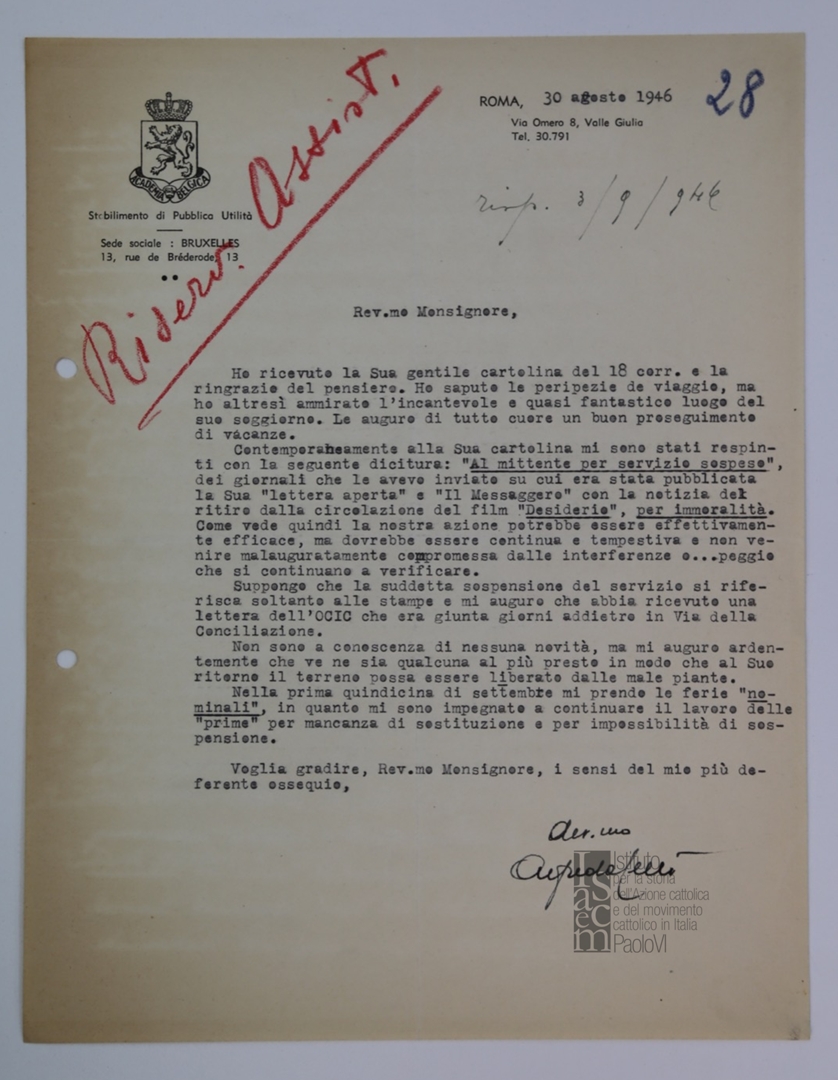 Riserv. Assist.
28
ACADEMIA BELGICA
Stabilimento di Pubblica Utilità
Sede sociale : BRUXELLES
13, rue de Bréderode, 13
ROMA, 30 agosto 1946
Via Omero 8, Valle Giulia
Tel. 30.791
risp. 3/9/946
Rev.mo Monsignore,
Ho ricevuto la Sua gentile cartolina del 18 corr. e la
ringrazio del pensiero. Ho sapute le peripezie de viaggio, ma
ho altresì ammirato l'incantevole e quasi fantastico luogo del
suo soggiorno. Le auguro di tutto cuore un buon proseguimento
di vacanze.
Contemporaneamente alla Sua cartolina mi sono stati respin-
ti con la seguente dicitura: "Al mittente per servizio sospeso",
dei giornali che le avevo inviato su cui era stata pubblicata
la Sua "lettera aperta" e "Il Messaggero" con la notizia del
ritiro dalla circolazione del film "Desiderio", per immoralità.
Come vede quindi la nostra azione potrebbe essere effettivamen-
te efficace, ma dovrebbe essere continua e tempestiva e non ve-
nire malauguratamente compromessa dalle interferenze o...peggio
che si continuano a verificare.
Suppongo che la suddetta sospensione del servizio si rife-
risca soltanto alle stampe e mi auguro che abbia ricevuto una
lettera dell'OCIC che era giunta giorni addietro in Via della
Conciliazione.
Non sono a conoscenza di nessuna novità, ma mi auguro arden-
temente che ve ne sia qualcuna al più presto in modo che al Suo
ritorno il terreno possa essere liberato dalle male piante.
Nella prima quindicina di settembre mi prendo le ferie "no-
minali", in quanto mi sono impegnato a continuare il lavoro delle
"prime" per mancanza di sostituzione e per impossibilità di sos-
pensione.
Voglia gradire, Rev.mo Monsignore, i sensi del mio più de-
ferente ossequio,
dev.mo
Isacem
Istituto
per la storia
dell'Azione cattolica
e del movimento
cattolico in Italia
PaoloVI